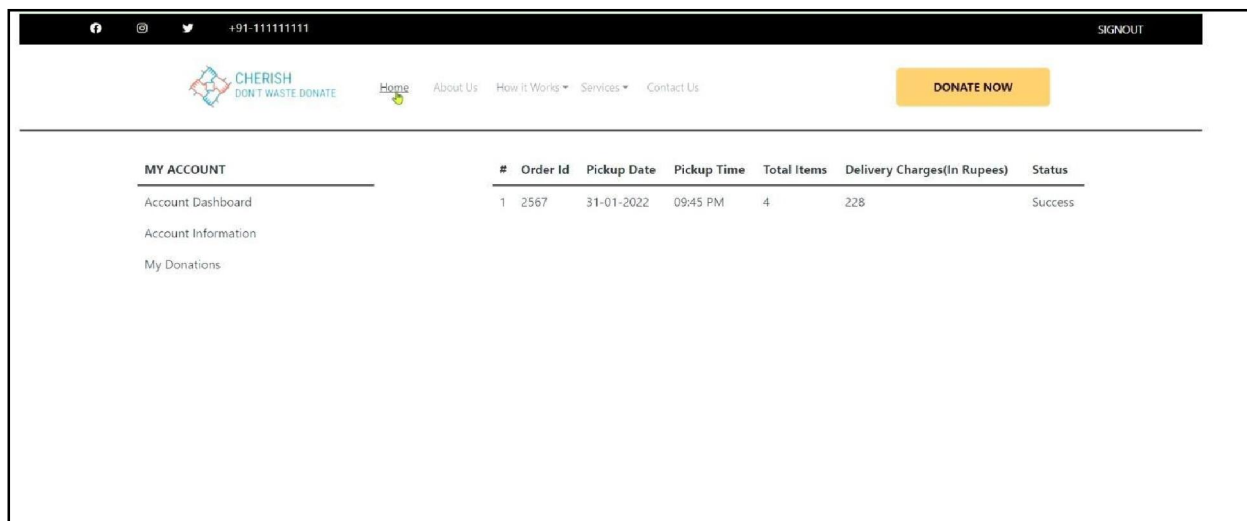 +91-111111111 SIGNOUT
CHERISH
DON'T WASTE DONATE
Home About Us How it Works Services Contact Us
DONATE NOW
MY ACCOUNT
Account Dashboard
Account Information
My Donations
# Order Id Pickup Date Pickup Time Total Items Delivery Charges(In Rupees) Status
1 2567 31-01-2022 09:45 PM 4 228 Success